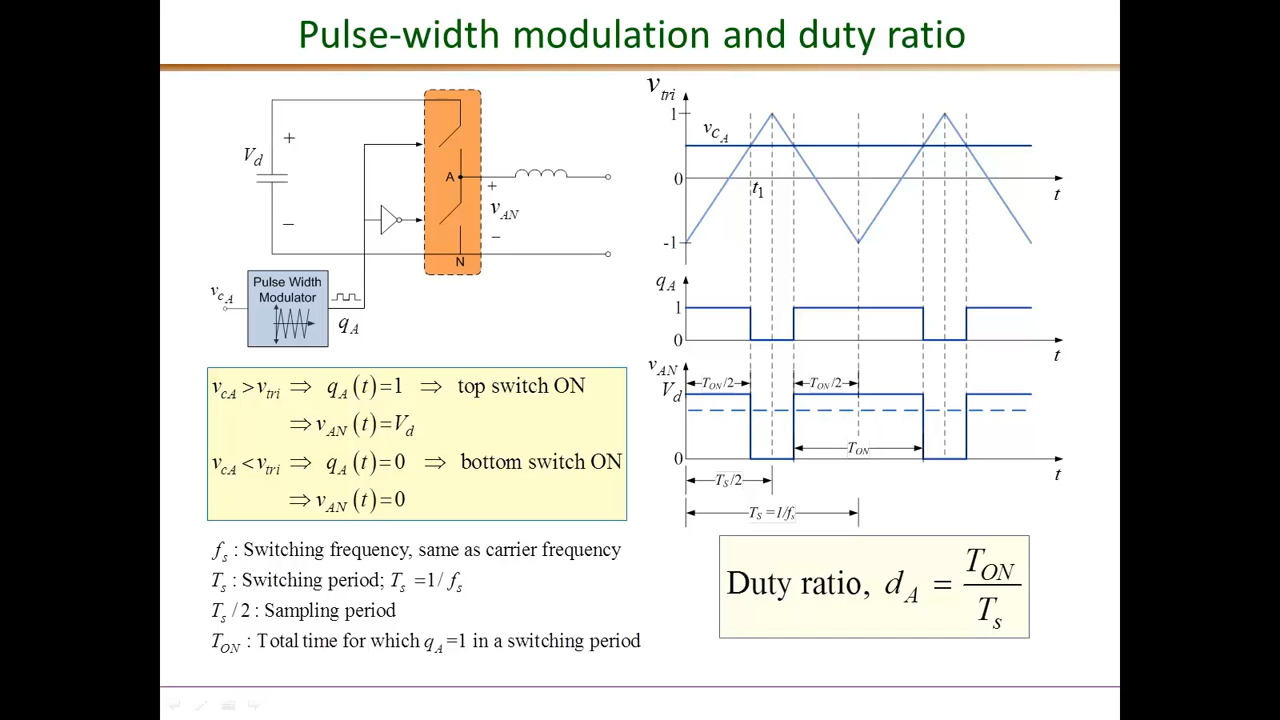 Pulse-width modulation and duty ratio
V_d
+
−
A
N
+
v_AN
−
v_cA
Pulse Width
Modulator
q_A
v_tri
1
v_CA
0
t_1
t
-1
q_A
1
0
t
v_AN
V_d
T_ON/2
T_ON/2
T_ON
0
t
T_S/2
T_S =1/f_s
v_cA > v_tri ⇒ q_A(t)=1 ⇒ top switch ON
⇒ v_AN(t)=V_d
v_cA < v_tri ⇒ q_A(t)=0 ⇒ bottom switch ON
⇒ v_AN(t)=0
f_s : Switching frequency, same as carrier frequency
T_s : Switching period; T_s =1/ f_s
T_s / 2 : Sampling period
T_ON : Total time for which q_A =1 in a switching period
Duty ratio, d_A = T_ON / T_s